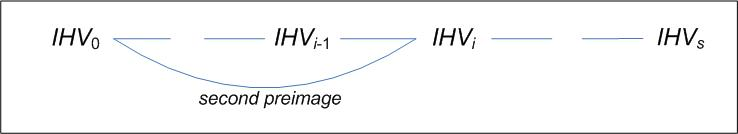 IHV₀ IHVᵢ₋₁ IHVᵢ IHVₛ
second preimage